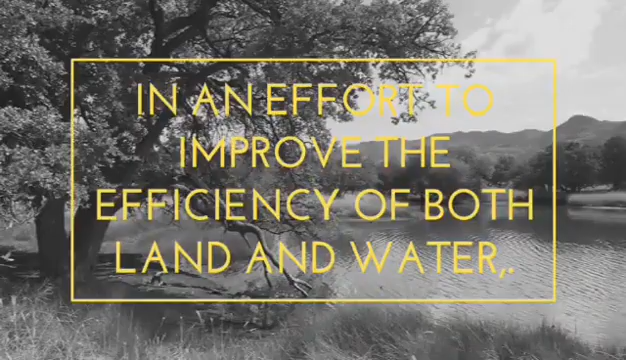 IN AN EFFORT TO
IMPROVE THE
EFFICIENCY OF BOTH
LAND AND WATER,.